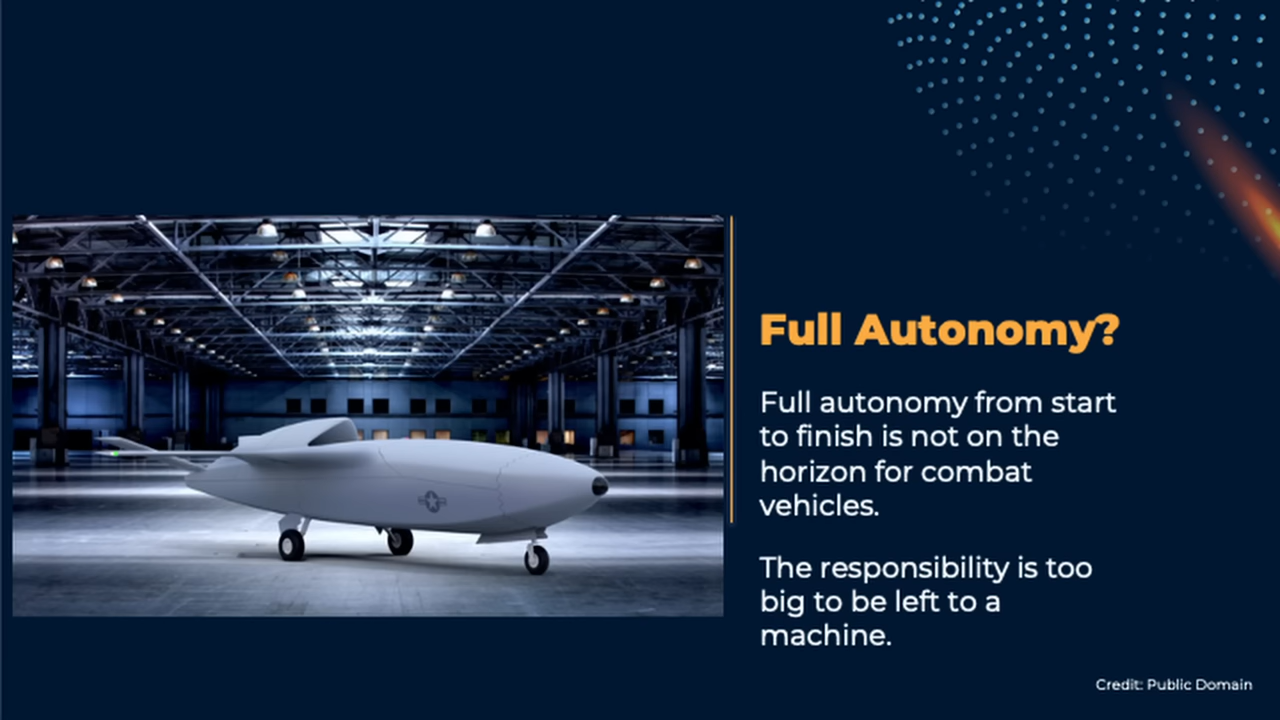 Full Autonomy?
Full autonomy from start
to finish is not on the
horizon for combat
vehicles.
The responsibility is too
big to be left to a
machine.
Credit: Public Domain